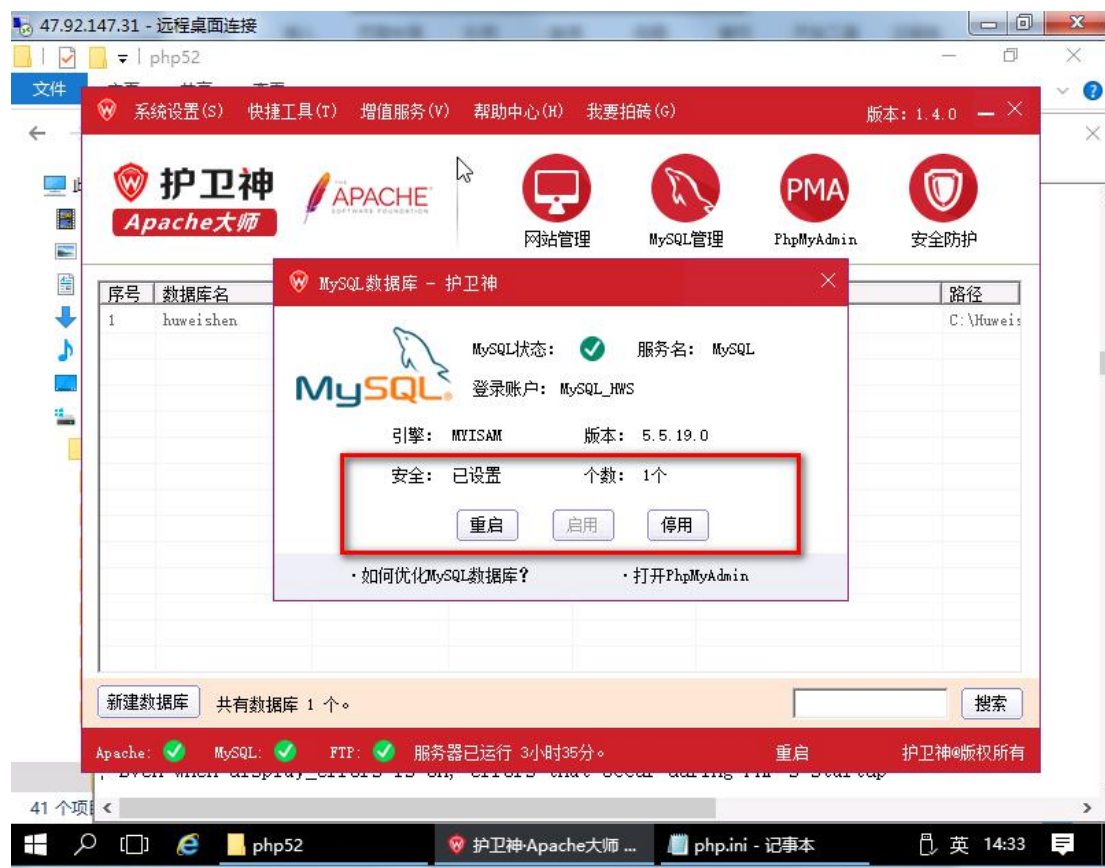 47.92.147.31 - 远程桌面连接
php52
文件
系统设置(S) 快捷工具(T) 增值服务(V) 帮助中心(H) 我要拍砖(G) 版本: 1.4.0
护卫神
Apache大师
THE
APACHE
SOFTWARE FOUNDATION
PMA
网站管理 MySQL管理 PhpMyAdmin 安全防护
MySQL数据库 - 护卫神
序号 数据库名 路径
1 huweishen C:\Huweis
MySQL
MySQL状态: 服务名: MySQL
登录账户: MySQL_HWS
引擎: MYISAM 版本: 5.5.19.0
安全: 已设置 个数: 1个
重启 启用 停用
·如何优化MySQL数据库? ·打开PhpMyAdmin
新建数据库 共有数据库 1 个。 搜索
Apache: MySQL: FTP: 服务器已运行 3小时35分。 重启 护卫神@版权所有
41 个项
php52 护卫神·Apache大师 ... php.ini - 记事本 英 14:33